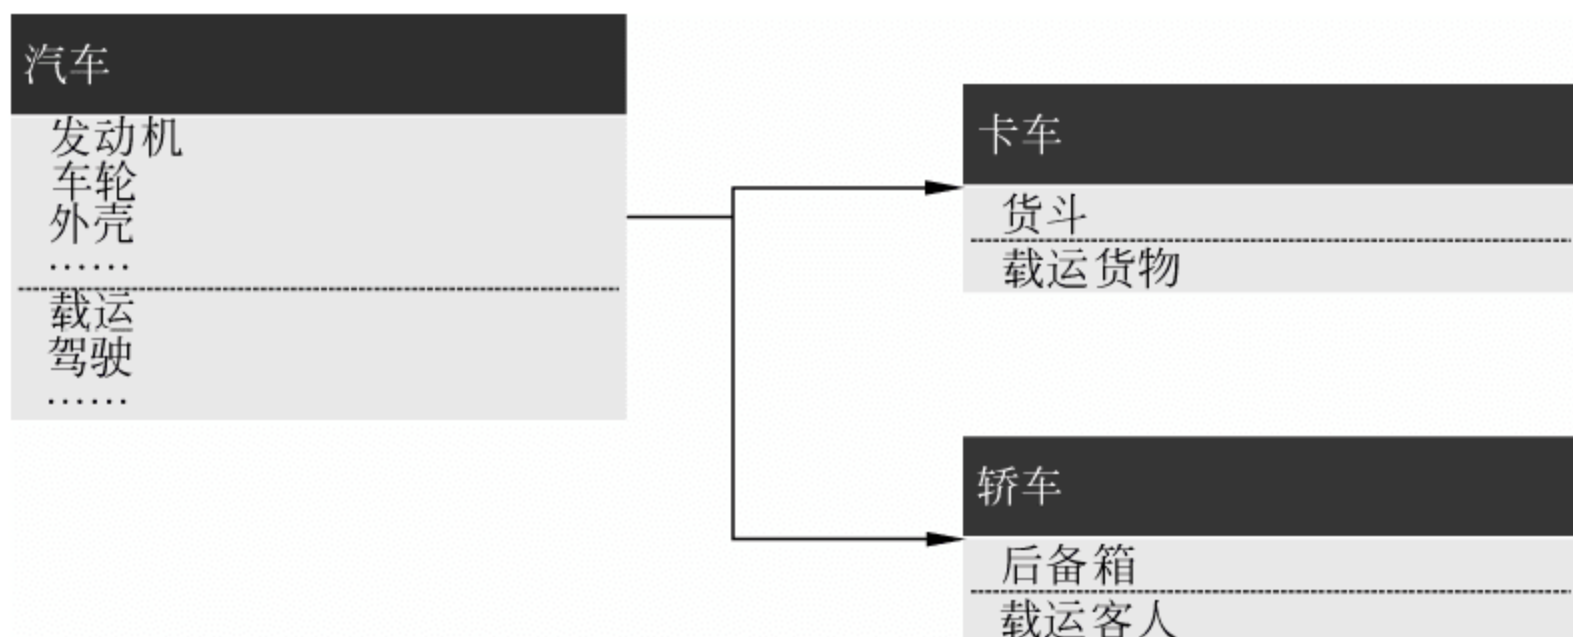 汽车
发动机
车轮
外壳
……
载运
驾驶
……
卡车
货斗
载运货物
轿车
后备箱
载运客人